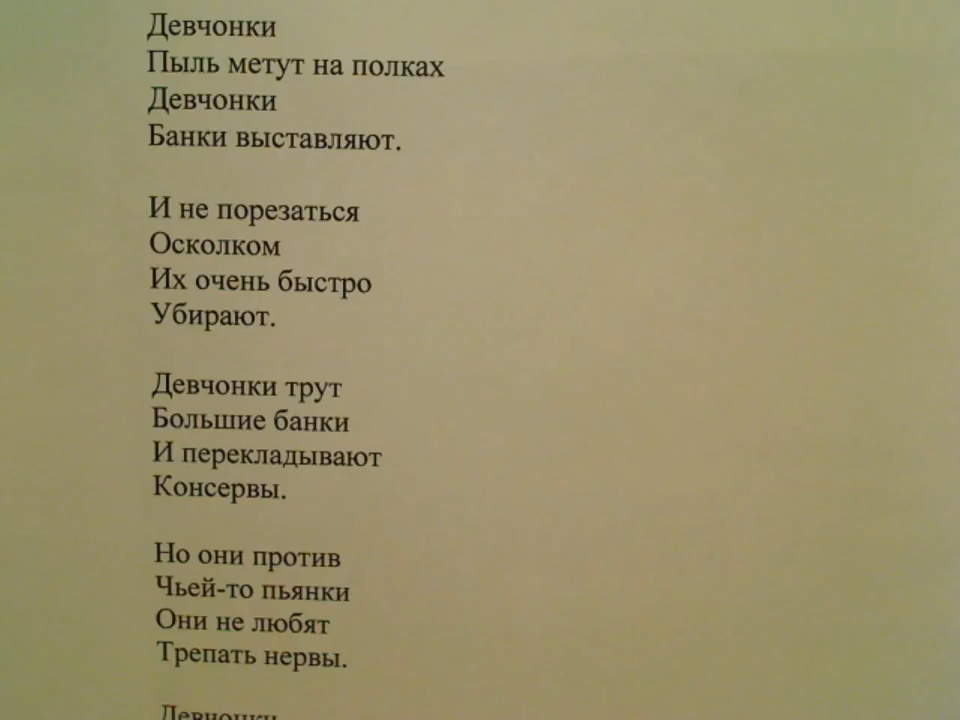 Девчонки
Пыль метут на полках
Девчонки
Банки выставляют.
И не порезаться
Осколком
Их очень быстро
Убирают.
Девчонки трут
Большие банки
И перекладывают
Консервы.
Но они против
Чьей-то пьянки
Они не любят
Трепать нервы.
Девчонки